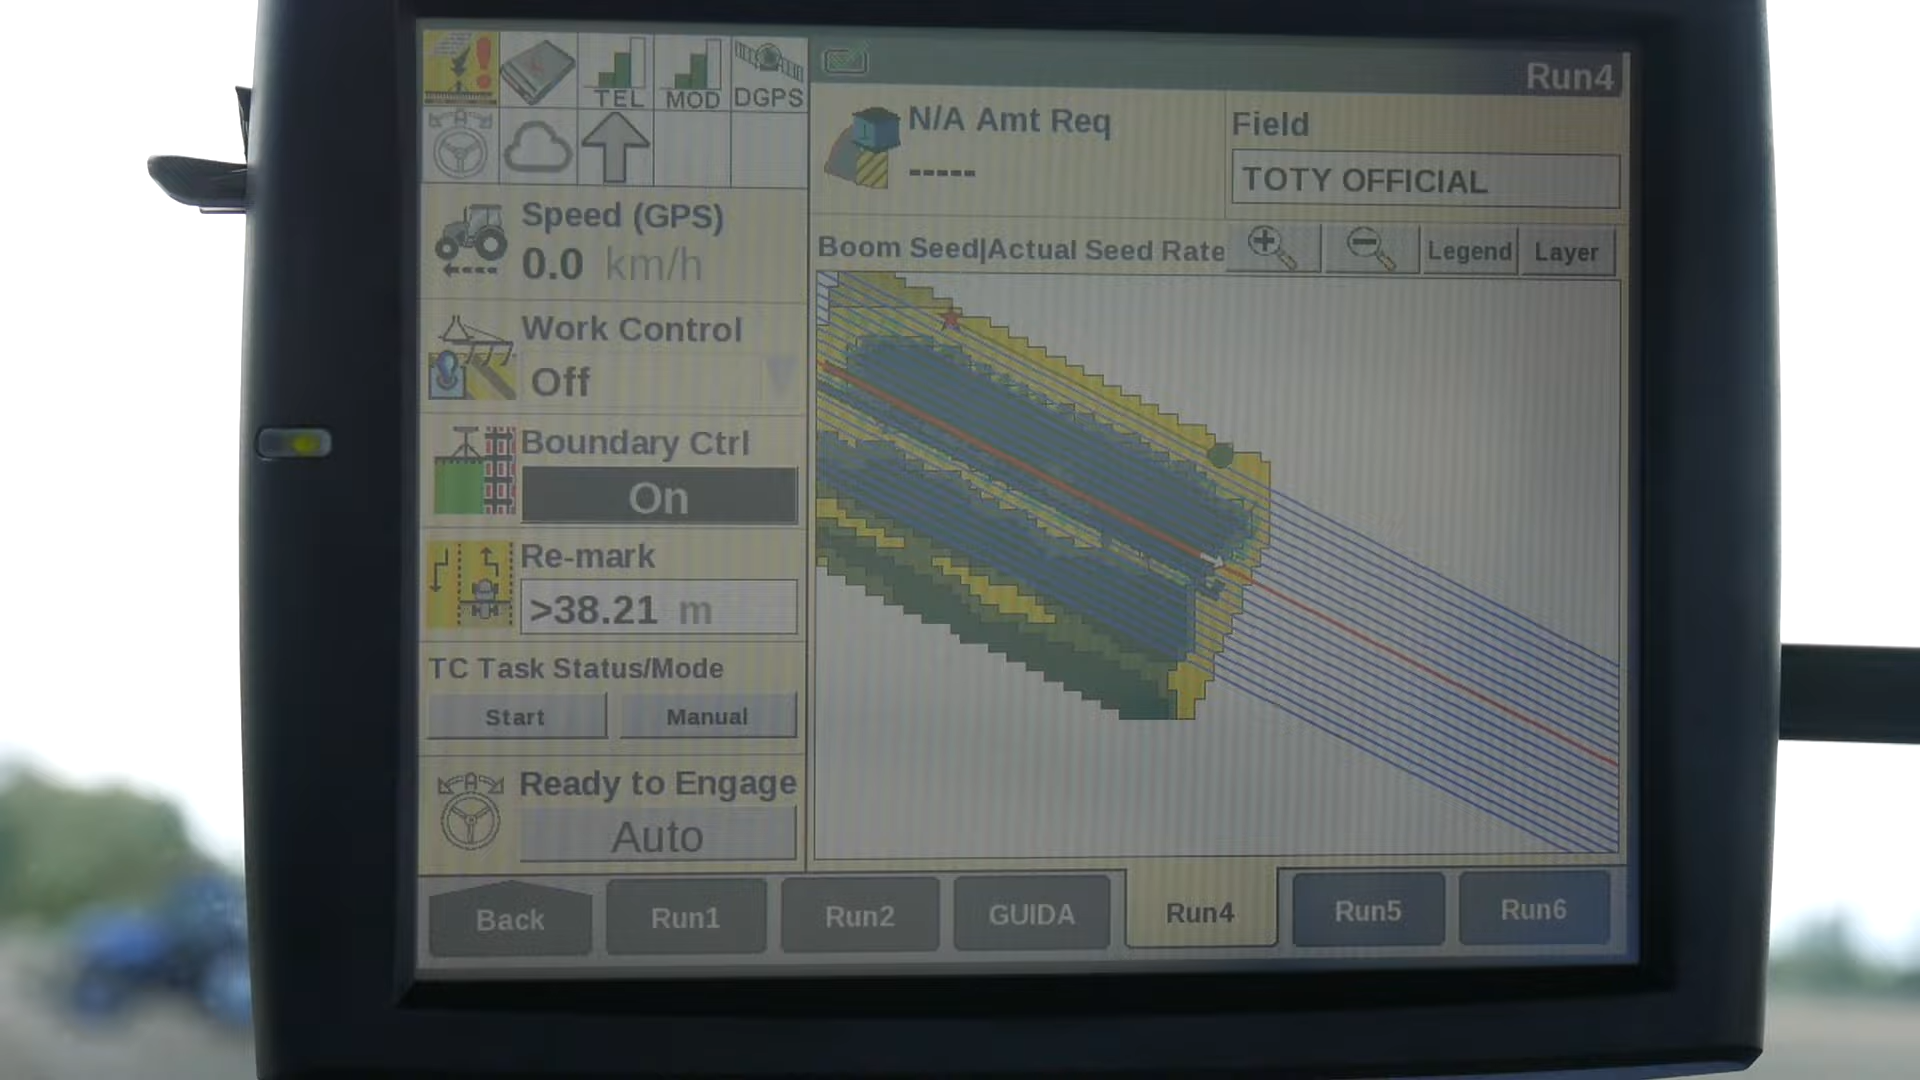 TEL MOD DGPS
Run4
N/A Amt Req
-----
Field
TOTY OFFICIAL
Speed (GPS)
0.0 km/h
Boom Seed|Actual Seed Rate
Legend
Layer
Work Control
Off
Boundary Ctrl
On
Re-mark
>38.21 m
TC Task Status/Mode
Start
Manual
Ready to Engage
Auto
Back
Run1
Run2
GUIDA
Run4
Run5
Run6